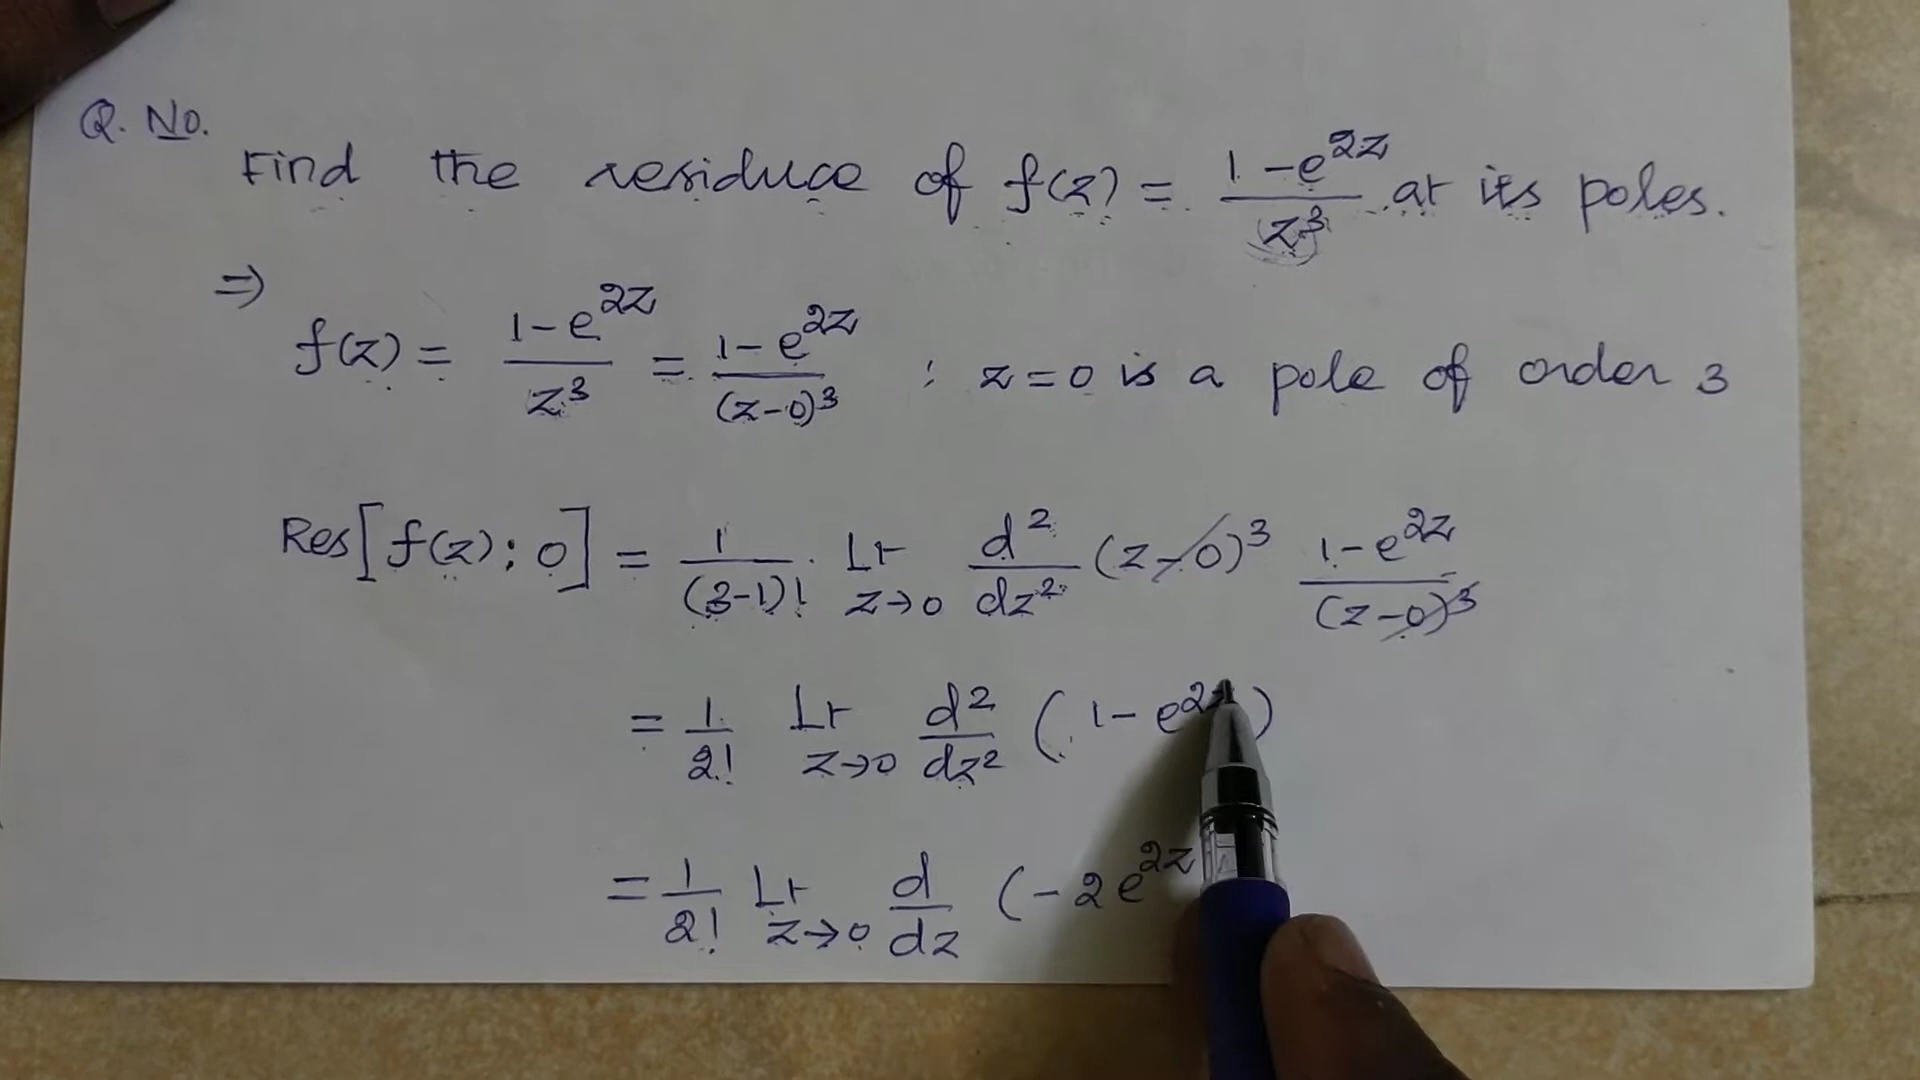 Q. No.
Find the residuce of f(z) = (1-e^{2z})/z^3 at its poles.
=>
f(z) = (1-e^{2z})/z^3 = (1-e^{2z})/(z-0)^3 : z=0 is a pole of order 3
Res[f(z); 0] = 1/(3-1)! . Lt z→0 d^2/dz^2 (z-0)^3 (1-e^{2z})/(z-0)^3
= 1/2! Lt z→0 d^2/dz^2 (1-e^{2z})
= 1/2! Lt z→0 d/dz (-2e^{2z}